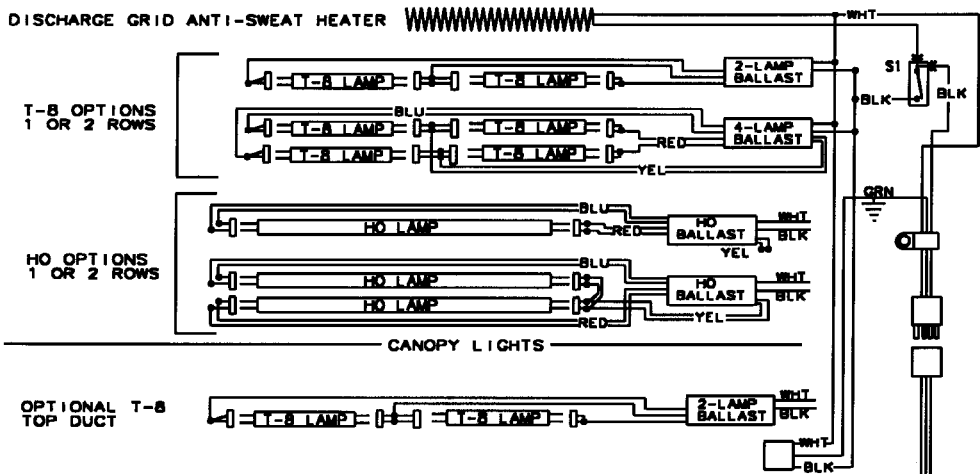 DISCHARGE GRID ANTI-SWEAT HEATER
WHT
S1
BLK
BLK
T-8 OPTIONS
1 OR 2 ROWS
T-8 LAMP
T-8 LAMP
2-LAMP
BALLAST
BLU
T-8 LAMP
T-8 LAMP
4-LAMP
BALLAST
RED
T-8 LAMP
T-8 LAMP
YEL
GRN
HO OPTIONS
1 OR 2 ROWS
BLU
HO LAMP
RED
HO
BALLAST
WHT
BLK
YEL
BLU
HO LAMP
HO
BALLAST
WHT
BLK
HO LAMP
RED
YEL
CANOPY LIGHTS
OPTIONAL T-8
TOP DUCT
T-8 LAMP
T-8 LAMP
2-LAMP
BALLAST
WHT
BLK
WHT
BLK